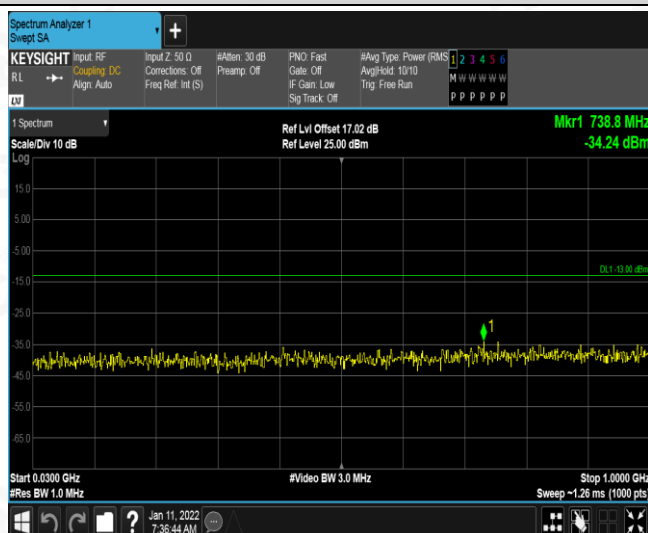 Spectrum Analyzer 1
Swept SA
+
KEYSIGHT
RL
LXI
Input: RF
Coupling: DC
Align: Auto
Input Z: 50 Ω
Corrections: Off
Freq Ref: Int (S)
#Atten: 30 dB
Preamp: Off
PNO: Fast
Gate: Off
IF Gain: Low
Sig Track: Off
#Avg Type: Power (RMS
Avg|Hold: 10/10
Trig: Free Run
1 2 3 4 5 6
M W W W W W
P P P P P P
1 Spectrum
Scale/Div 10 dB
Ref Lvl Offset 17.02 dB
Ref Level 25.00 dBm
Mkr1 738.8 MHz
-34.24 dBm
Log
15.0
5.00
-5.00
DL1 -13.00 dBm
-15.0
-25.0
1
-35.0
-45.0
-55.0
-65.0
Start 0.0300 GHz
#Res BW 1.0 MHz
#Video BW 3.0 MHz
Stop 1.0000 GHz
Sweep ~1.26 ms (1000 pts)
?
Jan 11, 2022
7:36:44 AM